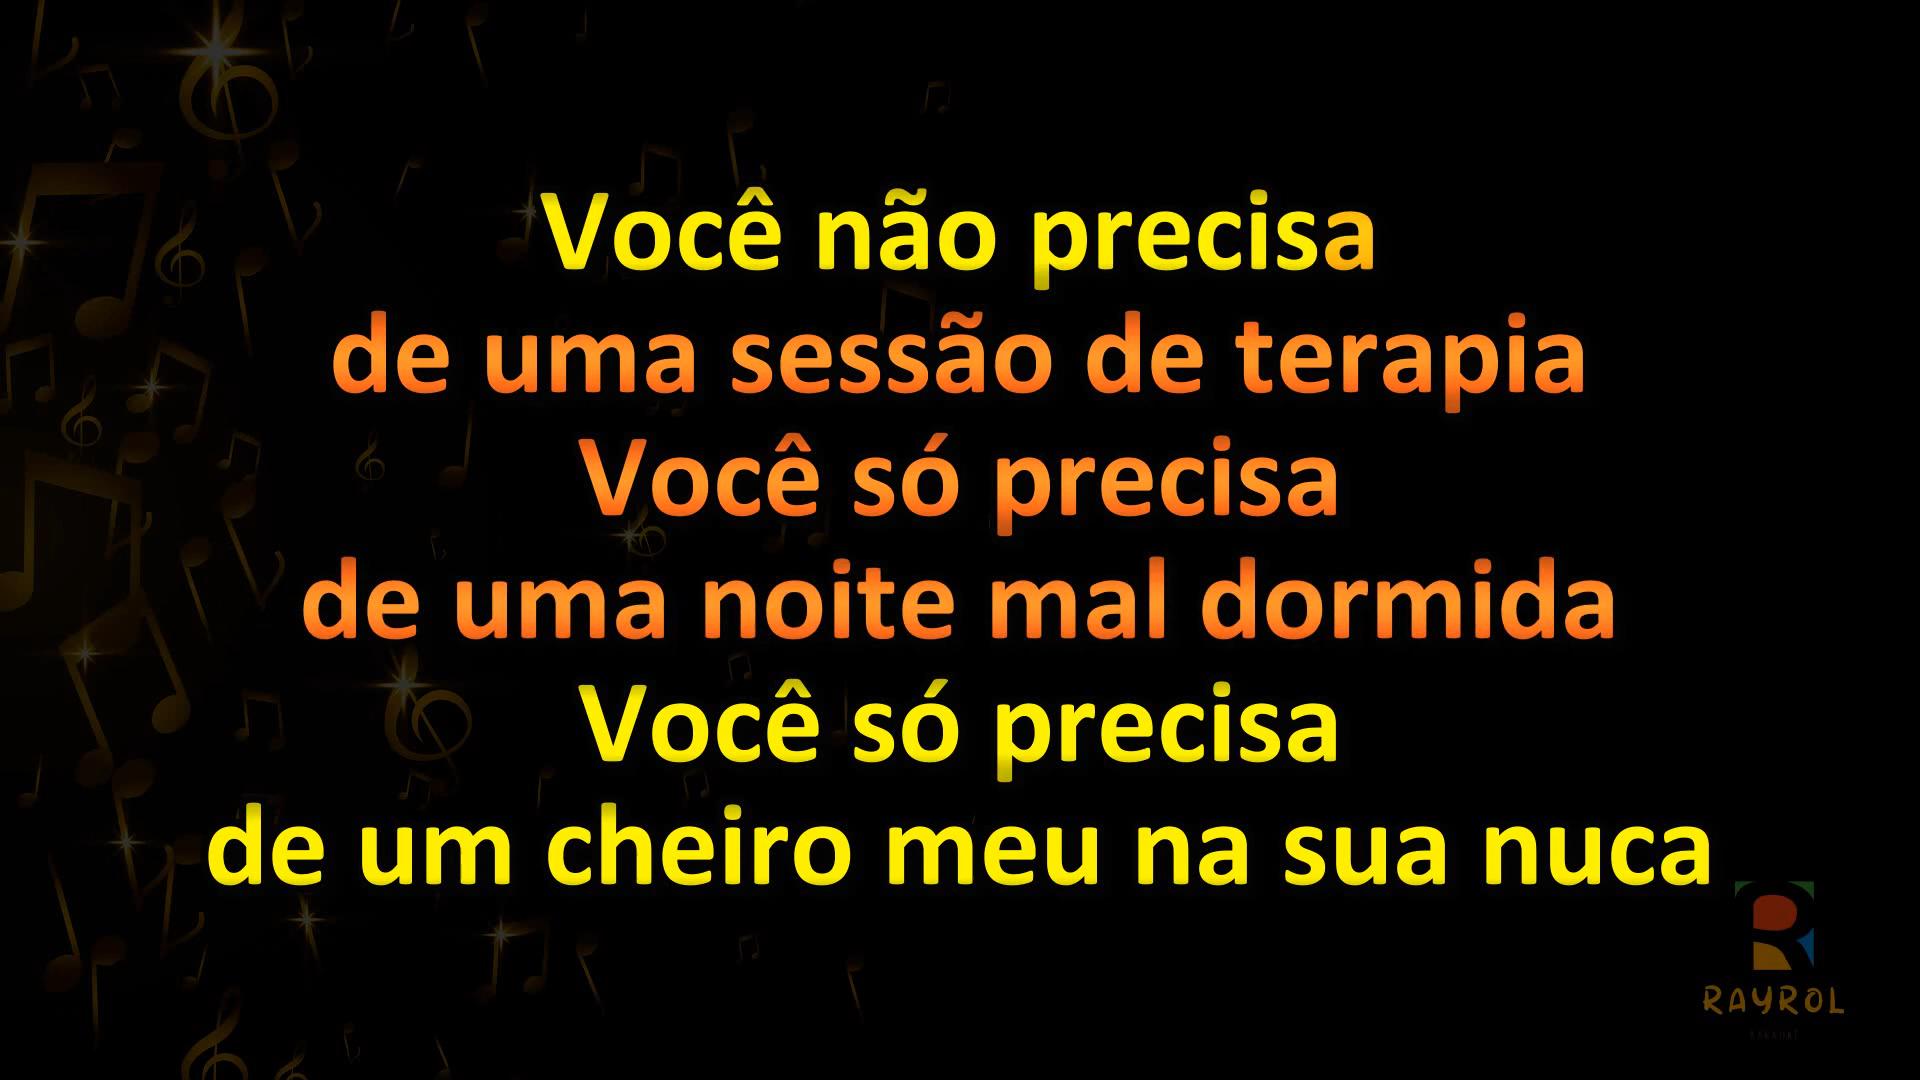 Você não precisa
de uma sessão de terapia
Você só precisa
de uma noite mal dormida
Você só precisa
de um cheiro meu na sua nuca
RAYROL
KARAOKÊ